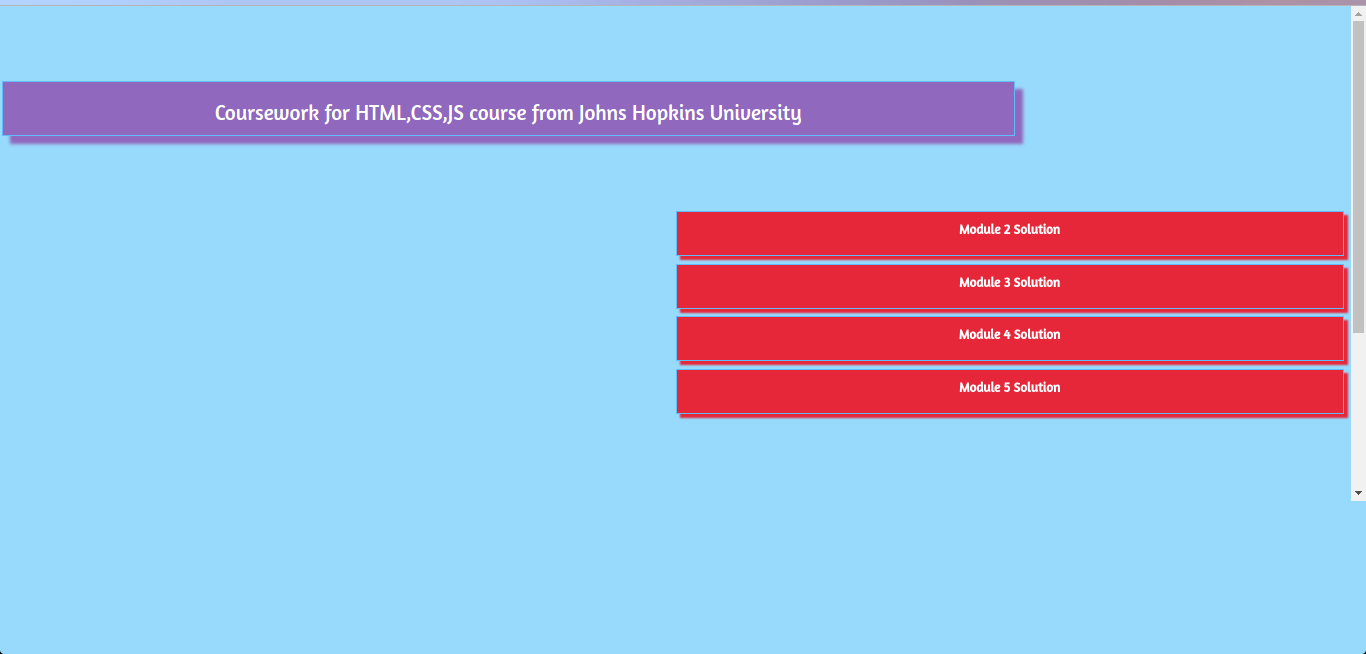 Coursework for HTML,CSS,JS course from Johns Hopkins University
Module 2 Solution
Module 3 Solution
Module 4 Solution
Module 5 Solution